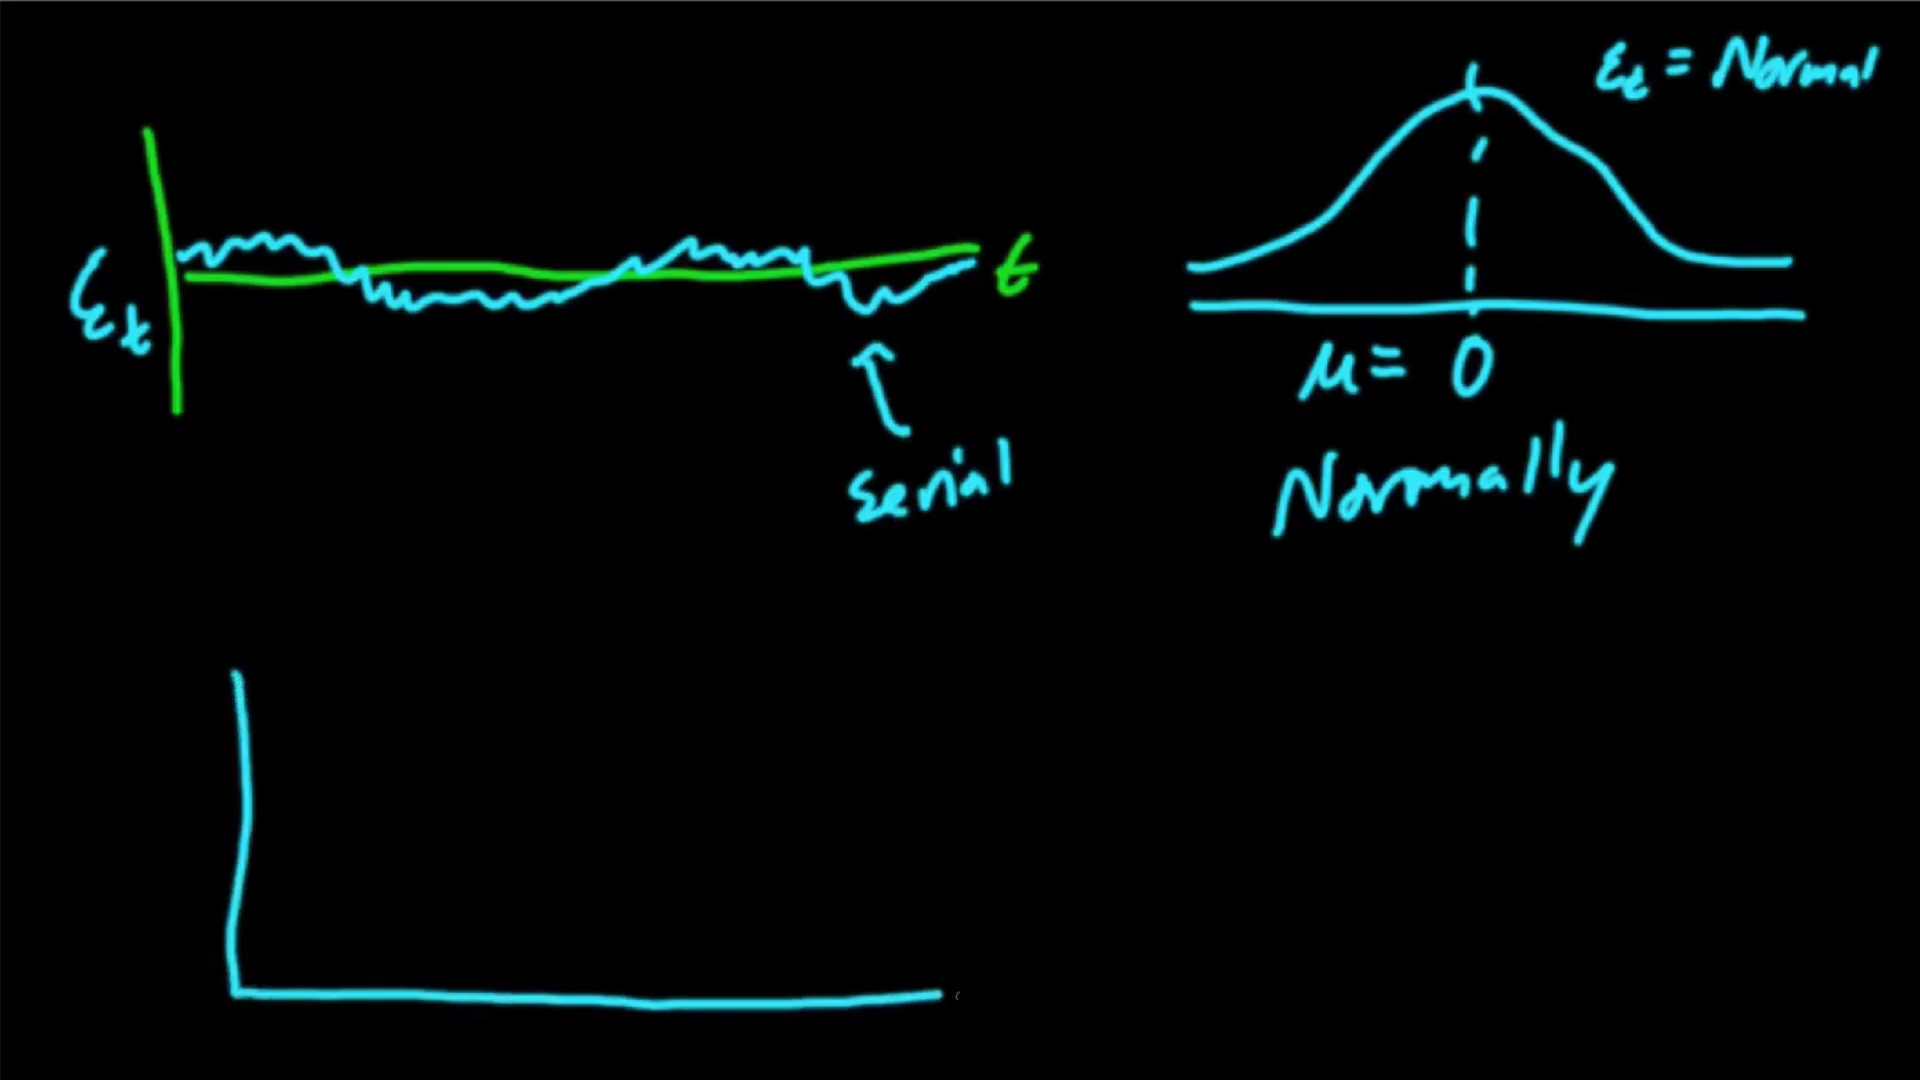 εt = Normal
εt
t
μ = 0
serial
Normally